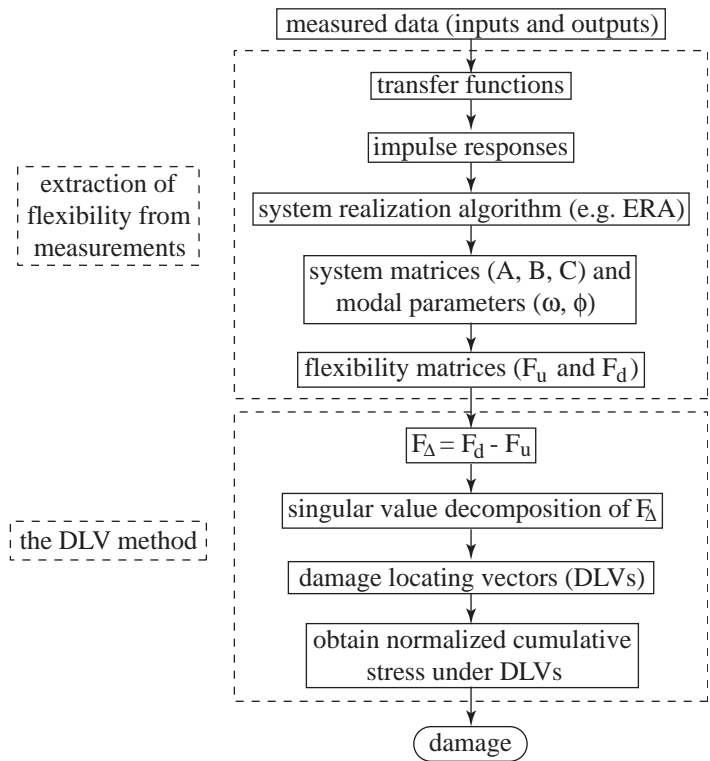 measured data (inputs and outputs)
transfer functions
impulse responses
extraction of
flexibility from
measurements
system realization algorithm (e.g. ERA)
system matrices (A, B, C) and
modal parameters (ω, ϕ)
flexibility matrices (F_u and F_d)
F_Δ = F_d - F_u
singular value decomposition of F_Δ
the DLV method
damage locating vectors (DLVs)
obtain normalized cumulative
stress under DLVs
damage